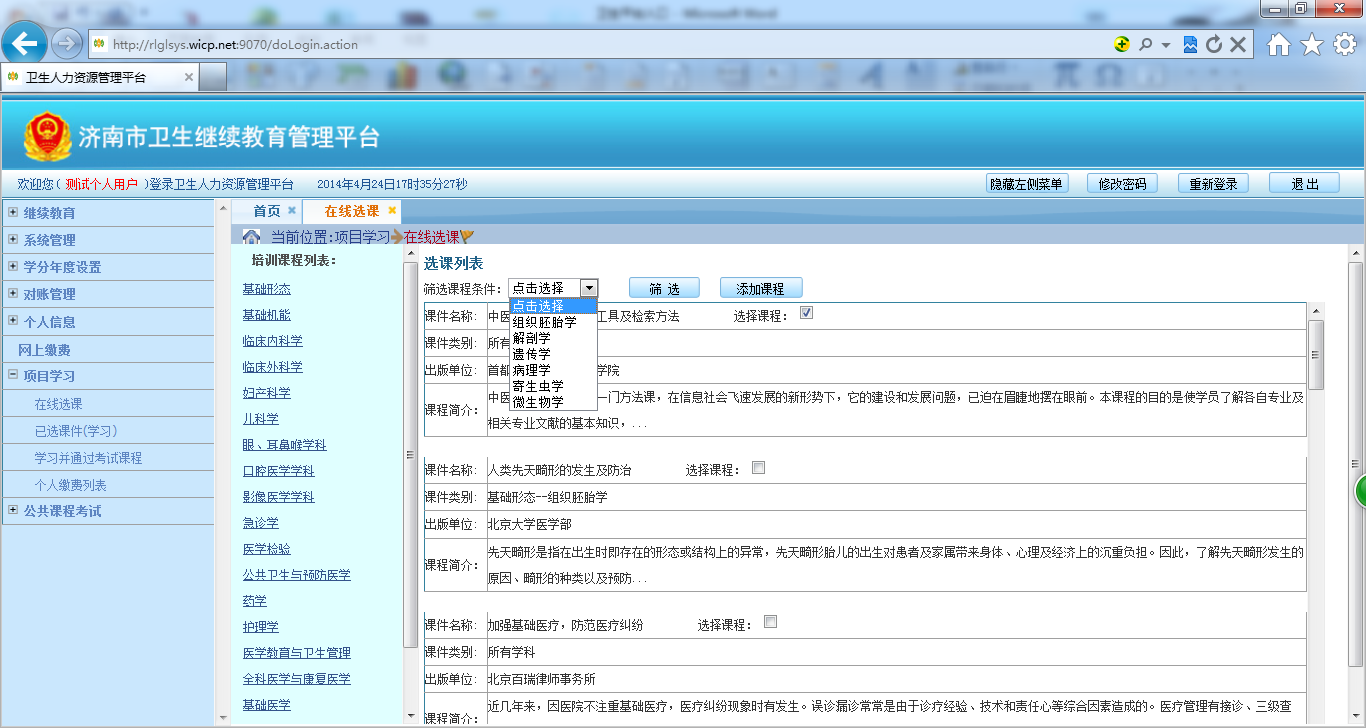 http://rlglsys.wicp.net:9070/doLogin.action
卫生人力资源管理平台
济南市卫生继续教育管理平台
欢迎您( 测试个人用户 )登录卫生人力资源管理平台 2014年4月24日17时35分27秒
隐藏左侧菜单 修改密码 重新登录 退 出
继续教育
系统管理
学分年度设置
对账管理
个人信息
网上缴费
项目学习
在线选课
已选课件(学习)
学习并通过考试课程
个人缴费列表
公共课程考试
首页 在线选课
当前位置:项目学习 在线选课
培训课程列表:
基础形态
基础机能
临床内科学
临床外科学
妇产科学
儿科学
眼、耳鼻喉学科
口腔医学学科
影像医学学科
急诊学
医学检验
公共卫生与预防医学
药学
护理学
医学教育与卫生管理
全科医学与康复医学
基础医学
选课列表
筛选课程条件: 点击选择 筛 选 添加课程
点击选择
组织胚胎学
解剖学
遗传学
病理学
寄生虫学
微生物学
课件名称: 中医 工具及检索方法 选择课程:
课件类别: 所有
出版单位: 首都 学院
课程简介: 中医 一门方法课，在信息社会飞速发展的新形势下，它的建设和发展问题，已迫在眉睫地摆在眼前。本课程的目的是使学员了解各自专业及
相关专业文献的基本知识，...
课件名称: 人类先天畸形的发生及防治 选择课程:
课件类别: 基础形态--组织胚胎学
出版单位: 北京大学医学部
课程简介: 先天畸形是指在出生时即存在的形态或结构上的异常，先天畸形胎儿的出生对患者及家属带来身体、心理及经济上的沉重负担。因此，了解先天畸形发生的
原因、畸形的种类以及预防...
课件名称: 加强基础医疗，防范医疗纠纷 选择课程:
课件类别: 所有学科
出版单位: 北京百瑞律师事务所
课程简介: 近几年来，因医院不注重基础医疗，医疗纠纷现象时有发生。误诊漏诊常常是由于诊疗经验、技术和责任心等综合因素造成的。医疗管理有接诊、三级查